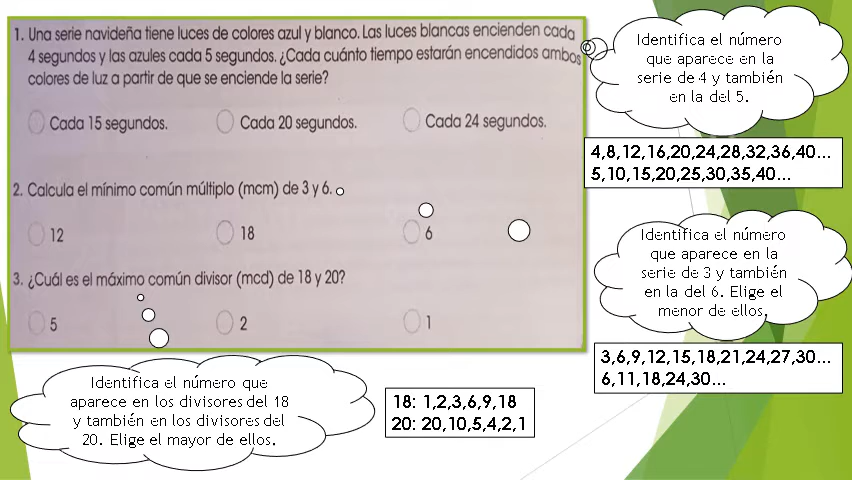 1. Una serie navideña tiene luces de colores azul y blanco. Las luces blancas encienden cada
4 segundos y las azules cada 5 segundos. ¿Cada cuánto tiempo estarán encendidos ambos
colores de luz a partir de que se enciende la serie?
Cada 15 segundos.
Cada 20 segundos.
Cada 24 segundos.
2. Calcula el mínimo común múltiplo (mcm) de 3 y 6.
12
18
6
3. ¿Cuál es el máximo común divisor (mcd) de 18 y 20?
5
2
1
Identifica el número
que aparece en la
serie de 4 y también
en la del 5.
4,8,12,16,20,24,28,32,36,40...
5,10,15,20,25,30,35,40...
Identifica el número
que aparece en la
serie de 3 y también
en la del 6. Elige el
menor de ellos.
3,6,9,12,15,18,21,24,27,30...
6,11,18,24,30...
Identifica el número que
aparece en los divisores del 18
y también en los divisores del
20. Elige el mayor de ellos.
18: 1,2,3,6,9,18
20: 20,10,5,4,2,1